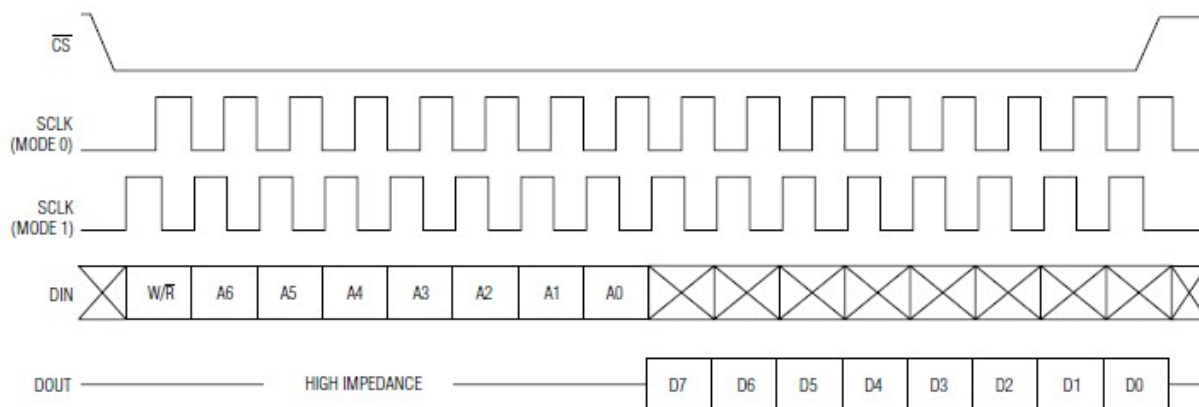 C̅S̅
SCLK
(MODE 0)
SCLK
(MODE 1)
DIN W/R̅ A6 A5 A4 A3 A2 A1 A0
DOUT HIGH IMPEDANCE D7 D6 D5 D4 D3 D2 D1 D0